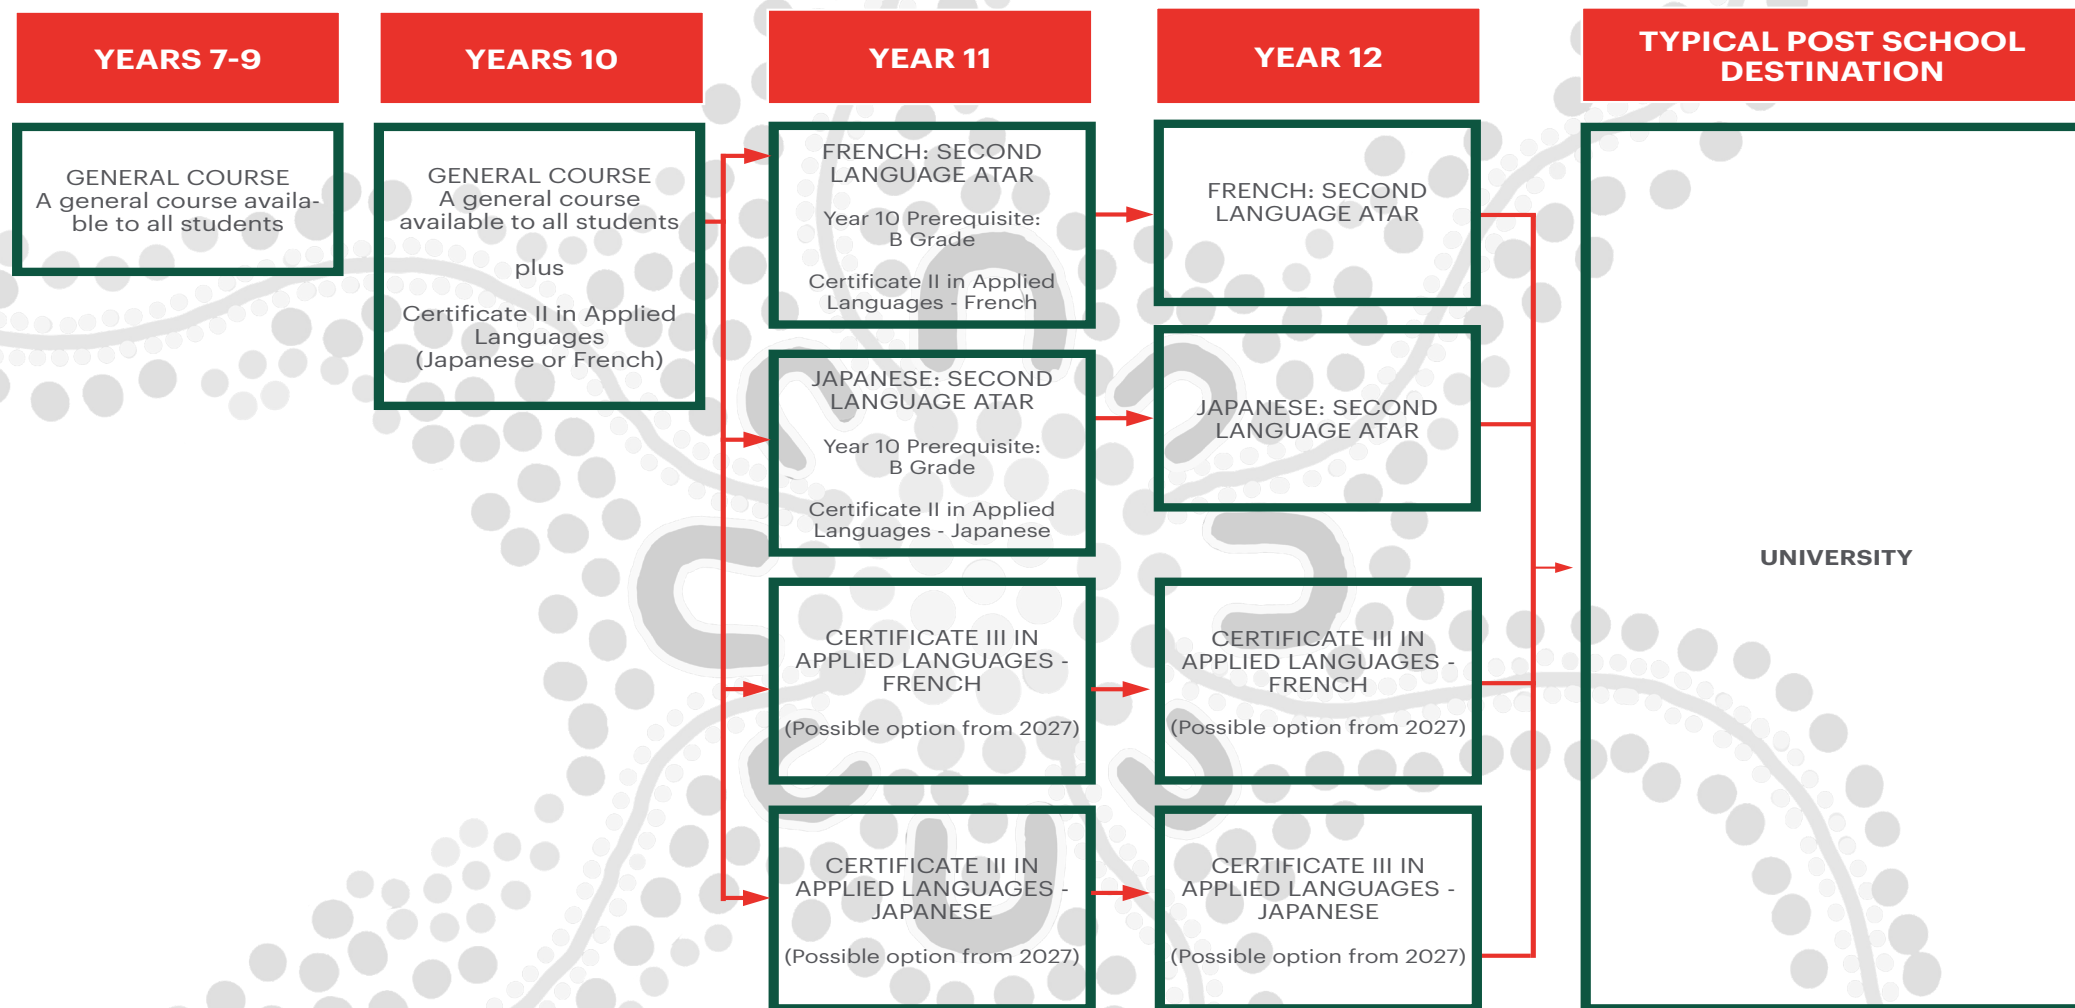 YEARS 7-9
YEARS 10
YEAR 11
YEAR 12
TYPICAL POST SCHOOL
DESTINATION
GENERAL COURSE
A general course availa-
ble to all students
GENERAL COURSE
A general course
available to all students
plus
Certificate II in Applied
Languages
(Japanese or French)
FRENCH: SECOND
LANGUAGE ATAR
Year 10 Prerequisite:
B Grade
Certificate II in Applied
Languages - French
JAPANESE: SECOND
LANGUAGE ATAR
Year 10 Prerequisite:
B Grade
Certificate II in Applied
Languages - Japanese
CERTIFICATE III IN
APPLIED LANGUAGES -
FRENCH
(Possible option from 2027)
CERTIFICATE III IN
APPLIED LANGUAGES -
JAPANESE
(Possible option from 2027)
FRENCH: SECOND
LANGUAGE ATAR
JAPANESE: SECOND
LANGUAGE ATAR
CERTIFICATE III IN
APPLIED LANGUAGES -
FRENCH
(Possible option from 2027)
CERTIFICATE III IN
APPLIED LANGUAGES -
JAPANESE
(Possible option from 2027)
UNIVERSITY